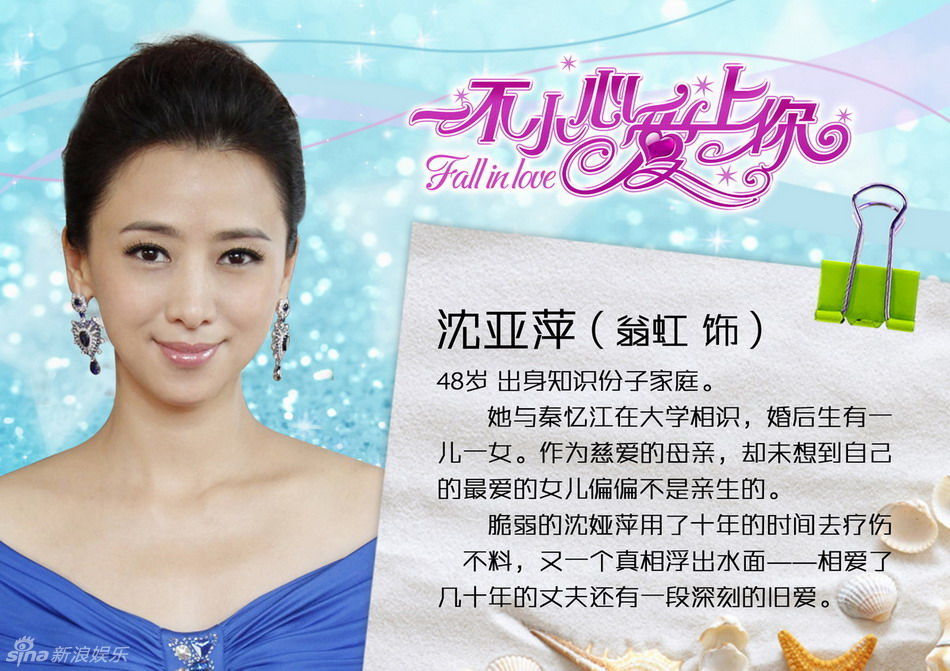 一不小心爱上你
Fall in love
沈亚萍（翁虹 饰）
48岁 出身知识份子家庭。
她与秦忆江在大学相识，婚后生有一
儿一女。作为慈爱的母亲，却未想到自己
的最爱的女儿偏偏不是亲生的。
脆弱的沈娅萍用了十年的时间去疗伤
不料，又一个真相浮出水面——相爱了
几十年的丈夫还有一段深刻的旧爱。
sina新浪娱乐